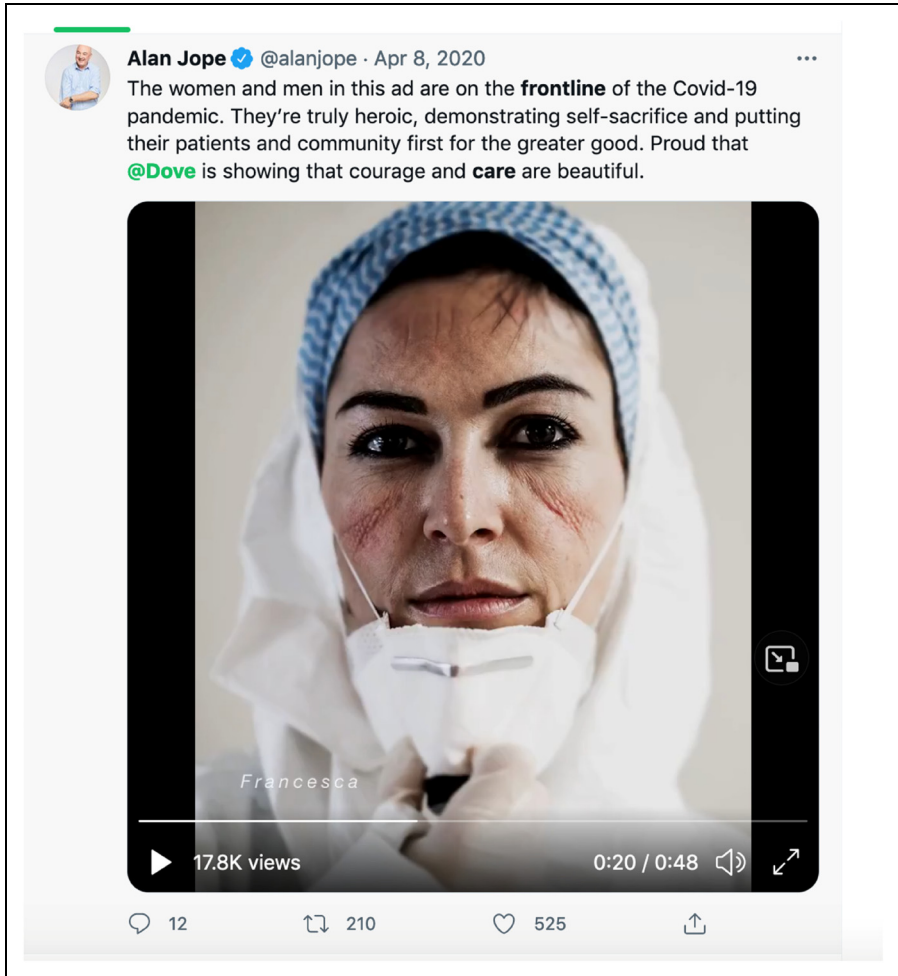 Alan Jope @alanjope · Apr 8, 2020
The women and men in this ad are on the frontline of the Covid-19
pandemic. They’re truly heroic, demonstrating self-sacrifice and putting
their patients and community first for the greater good. Proud that
@Dove is showing that courage and care are beautiful.
Francesca
17.8K views 0:20 / 0:48
12 210 525